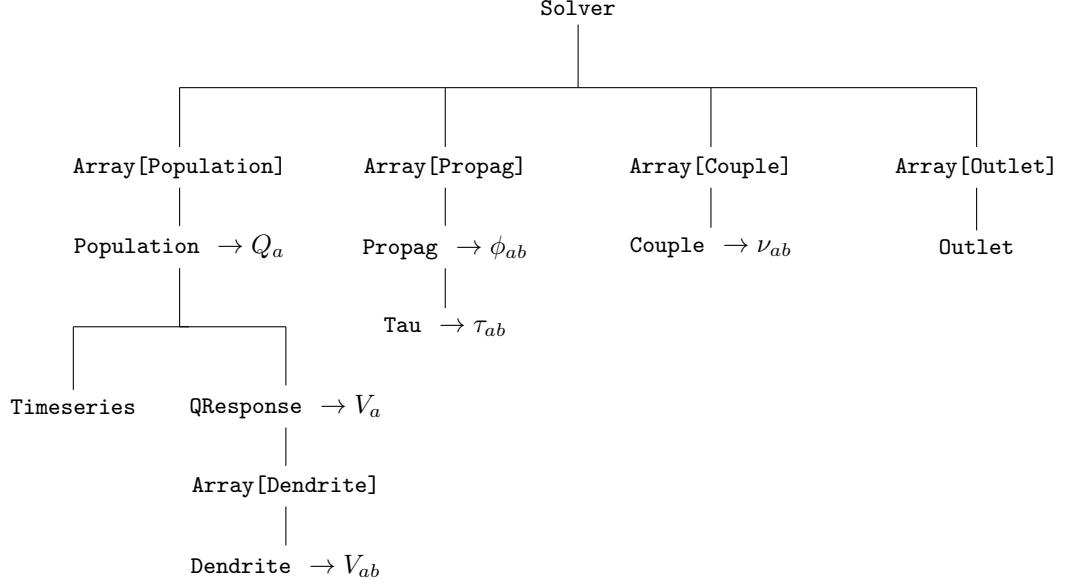 Solver
Array[Population] Array[Propag] Array[Couple] Array[Outlet]
Population → Q_a Propag → ϕ_ab Couple → ν_ab Outlet
Tau → τ_ab
Timeseries QResponse → V_a
Array[Dendrite]
Dendrite → V_ab